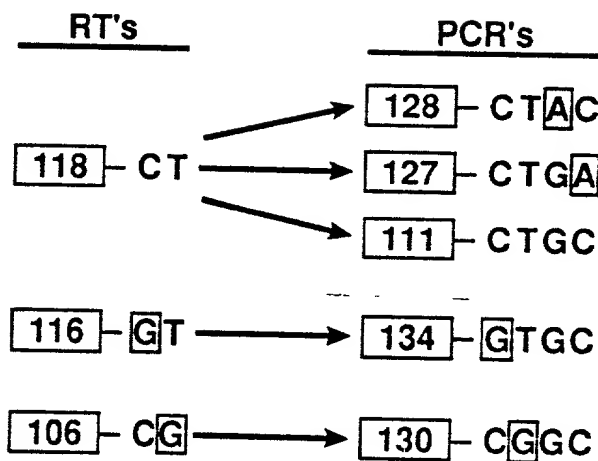 RT's PCR's
128 - CTAC
118 - CT 127 - CTGA
111 - CTGC
116 - GT 134 - GTGC
106 - CG 130 - CGGC